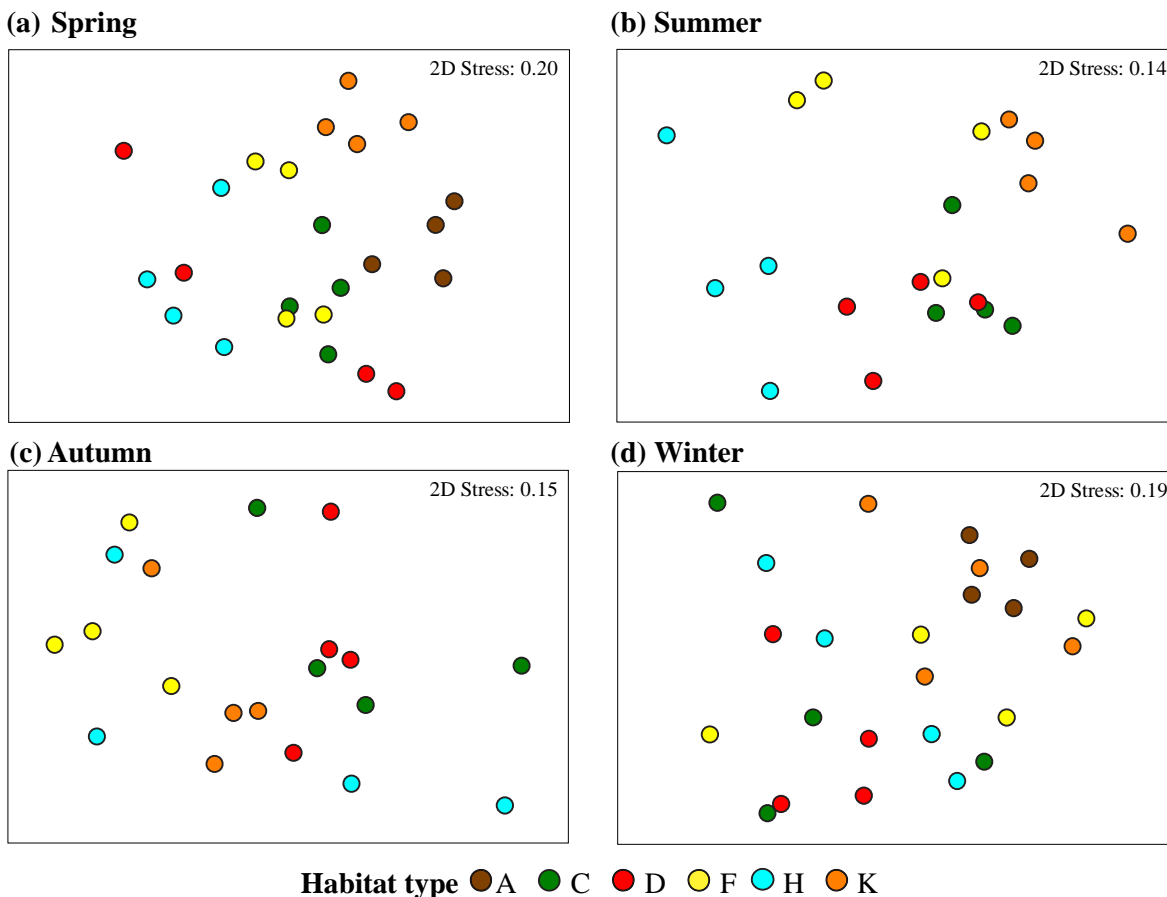 (a) Spring
2D Stress: 0.20
(b) Summer
2D Stress: 0.14
(c) Autumn
2D Stress: 0.15
(d) Winter
2D Stress: 0.19
Habitat type A C D F H K